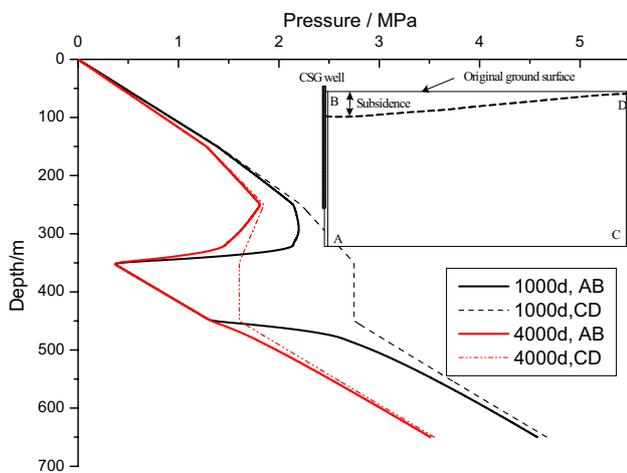 Pressure / MPa
0 1 2 3 4 5
Depth/m
0
100
200
300
400
500
600
700
CSG well
Original ground surface
B
Subsidence
D
A
C
1000d, AB
1000d,CD
4000d, AB
4000d,CD